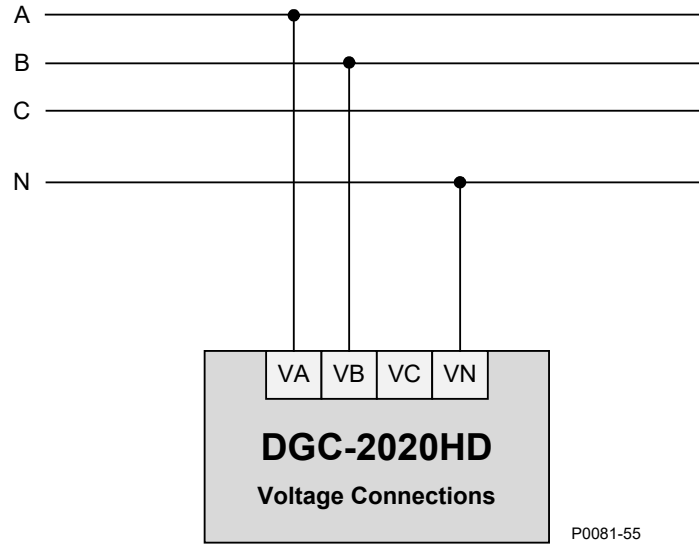 A
B
C
N
VA VB VC VN
DGC-2020HD
Voltage Connections
P0081-55